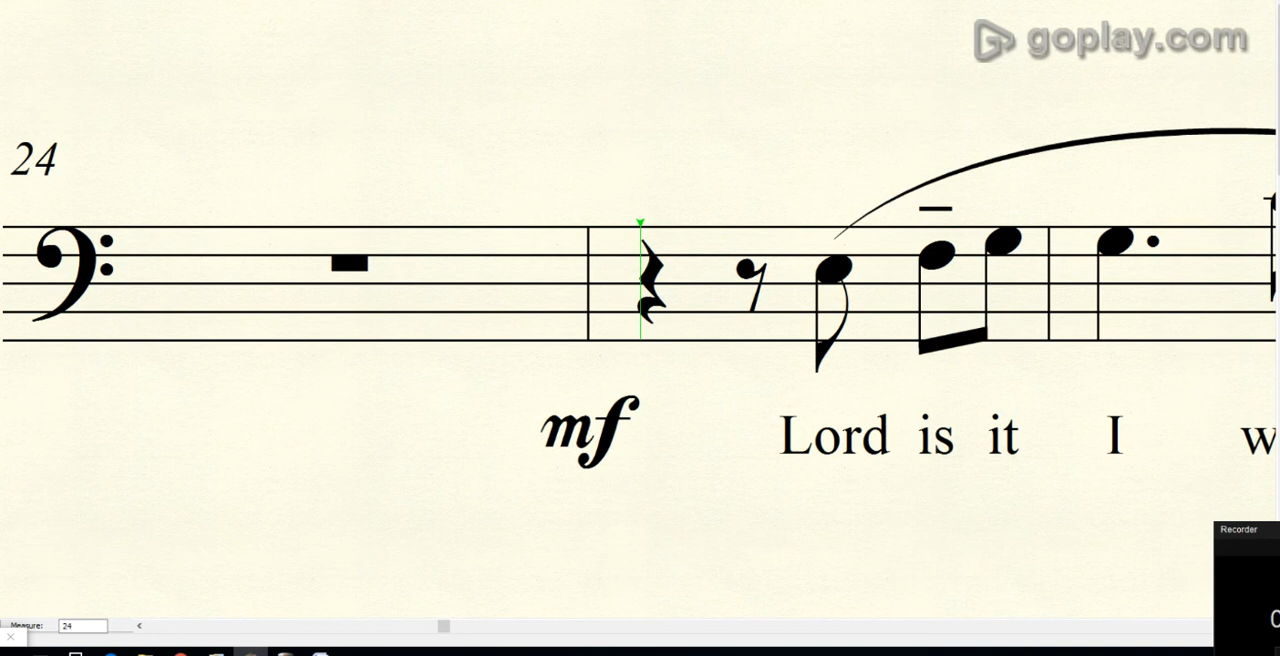 goplay.com
24
mf
Lord is it I w
Recorder
Measure: 24